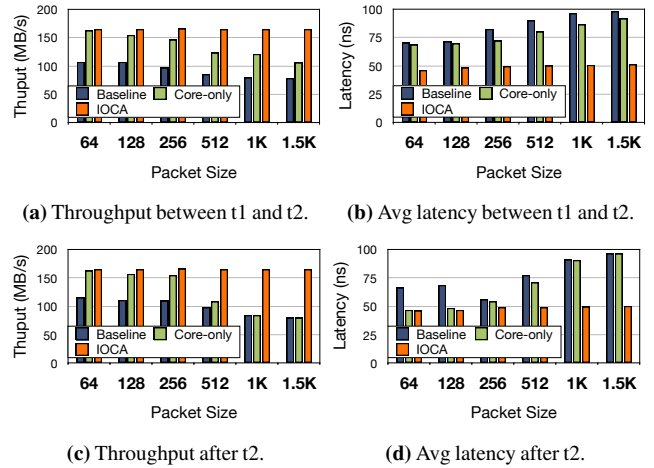 200
150
100
50
0
Thuput (MB/s)
Baseline
Core-only
IOCA
64
128
256
512
1K
1.5K
Packet Size
(a) Throughput between t1 and t2.
100
75
50
25
0
Latency (ns)
Baseline
Core-only
IOCA
64
128
256
512
1K
1.5K
Packet Size
(b) Avg latency between t1 and t2.
200
150
100
50
0
Thuput (MB/s)
Baseline
Core-only
IOCA
64
128
256
512
1K
1.5K
Packet Size
(c) Throughput after t2.
100
75
50
25
0
Latency (ns)
Baseline
Core-only
IOCA
64
128
256
512
1K
1.5K
Packet Size
(d) Avg latency after t2.